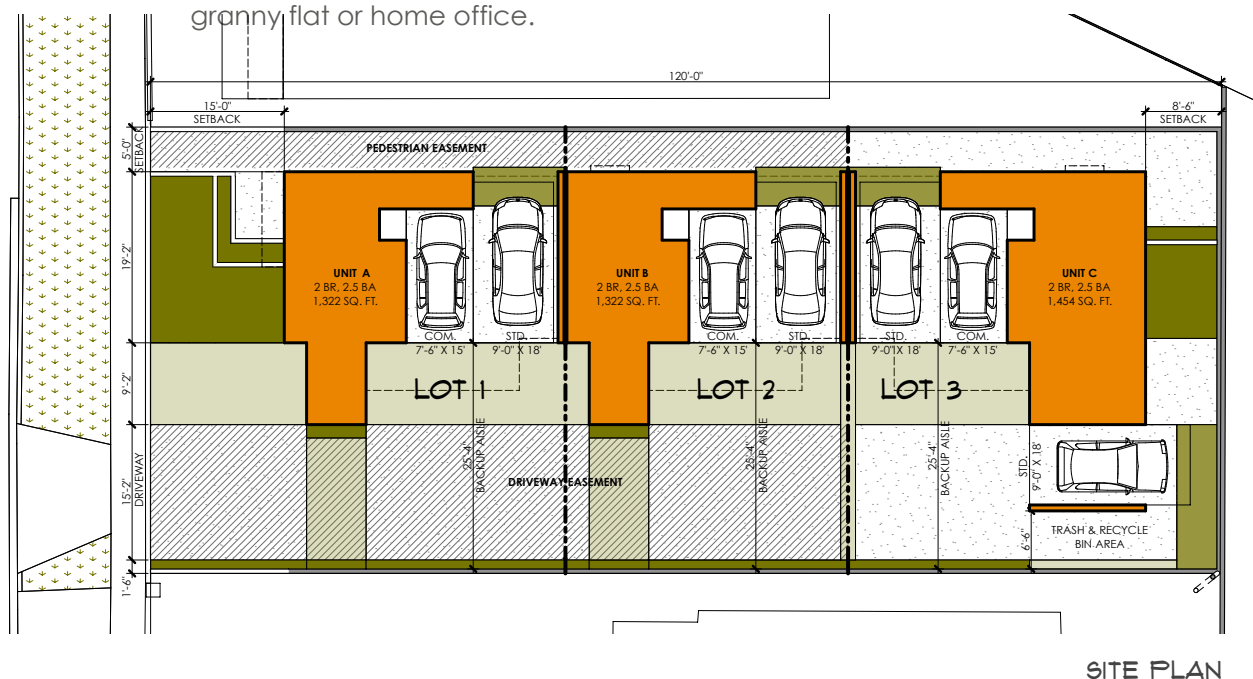 granny flat or home office.
120'-0"
15'-0"
SETBACK
8'-6"
SETBACK
5'-0"
SETBACK
PEDESTRIAN EASEMENT
19'-2"
UNIT A
2 BR, 2.5 BA
1,322 SQ. FT.
UNIT B
2 BR, 2.5 BA
1,322 SQ. FT.
UNIT C
2 BR, 2.5 BA
1,454 SQ. FT.
COM.
7'-6" X 15'
STD.
9'-0" X 18'
COM.
7'-6" X 15'
STD.
9'-0" X 18'
STD.
9'-0" X 18'
COM.
7'-6" X 15'
9'-2"
LOT 1
LOT 2
LOT 3
25'-4"
BACKUP AISLE
25'-4"
BACKUP AISLE
25'-4"
BACKUP AISLE
STD.
9'-0" X 18'
15'-2"
DRIVEWAY
DRIVEWAY EASEMENT
6'-6"
TRASH & RECYCLE
BIN AREA
1'-6"
SITE PLAN